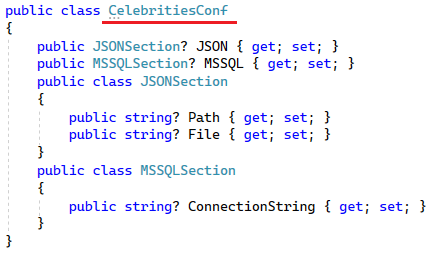 public class CelebritiesConf
{
    public JSONSection? JSON { get; set; }
    public MSSQLSection? MSSQL { get; set; }
    public class JSONSection
    {
        public string? Path { get; set; }
        public string? File { get; set; }
    }
    public class MSSQLSection
    {
        public string? ConnectionString { get; set; }
    }
}